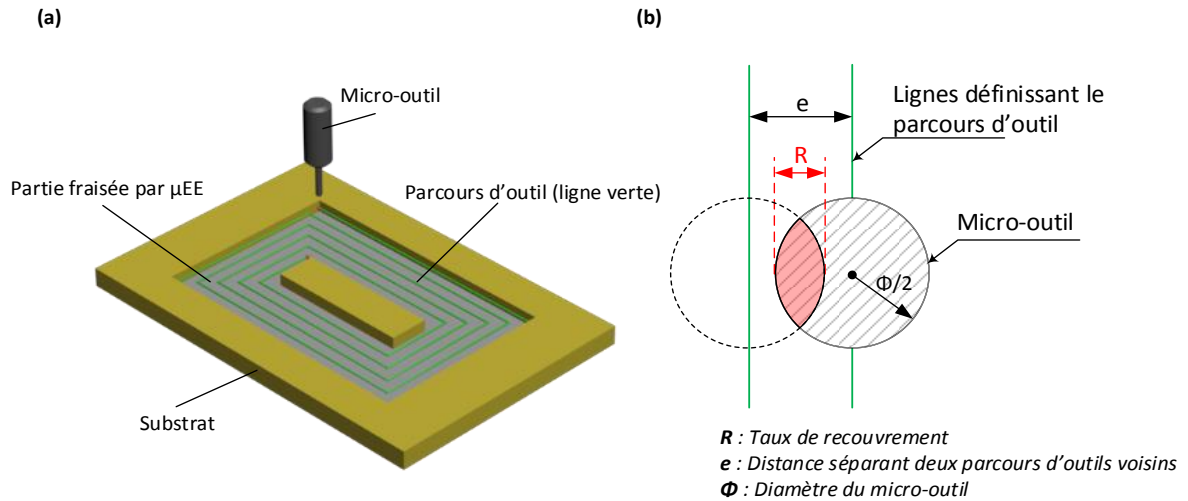 (a)
Micro-outil
Partie fraisée par µEE
Parcours d'outil (ligne verte)
Substrat
(b)
e
Lignes définissant le
parcours d'outil
R
Micro-outil
Φ/2
R : Taux de recouvrement
e : Distance séparant deux parcours d'outils voisins
Φ : Diamètre du micro-outil